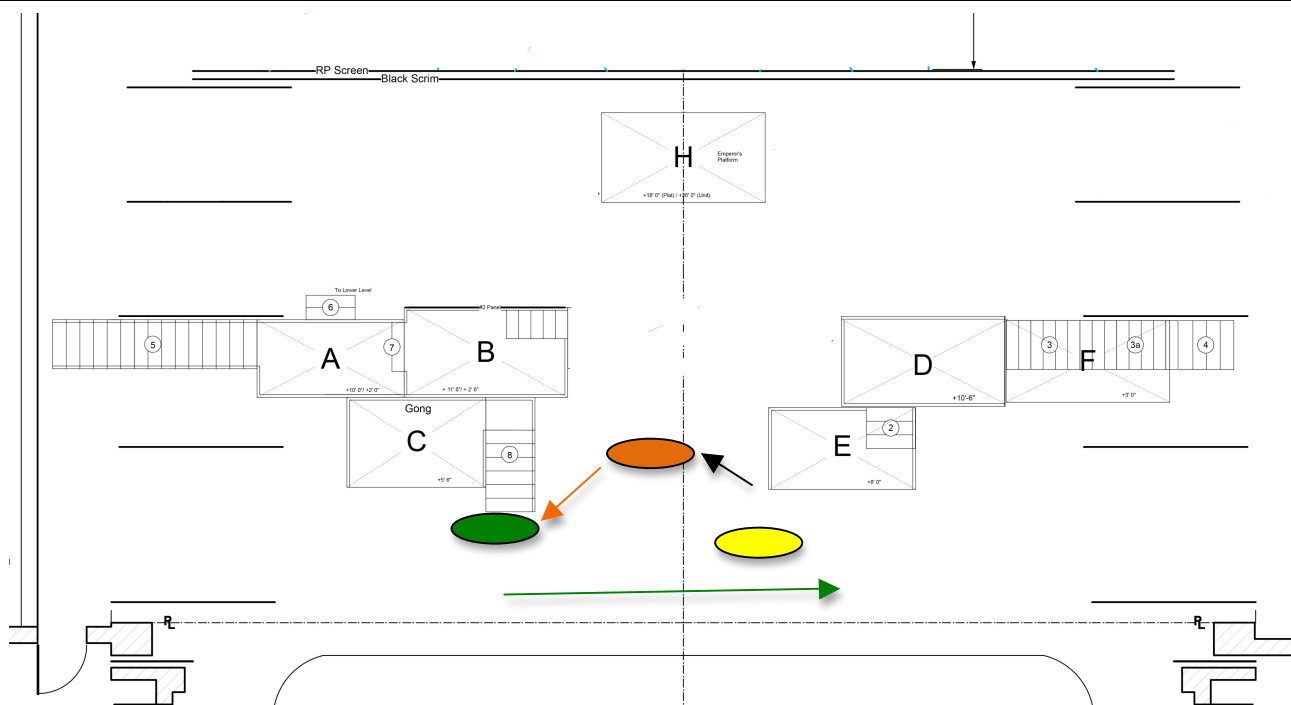 RP Screen
Black Scrim
H
Emperor's
Platform
+18' 0" (Plat) / +26' 0" (Unit)
To Lower Level
6
#2 Panel
5
A
7
B
+10' 0"/ +2' 0"
+ 11' 6"/ + 2' 6"
Gong
C
8
+5' 6"
D
+10'-6"
3
3a
4
F
+3' 0"
2
E
+8' 0"
PL
PL